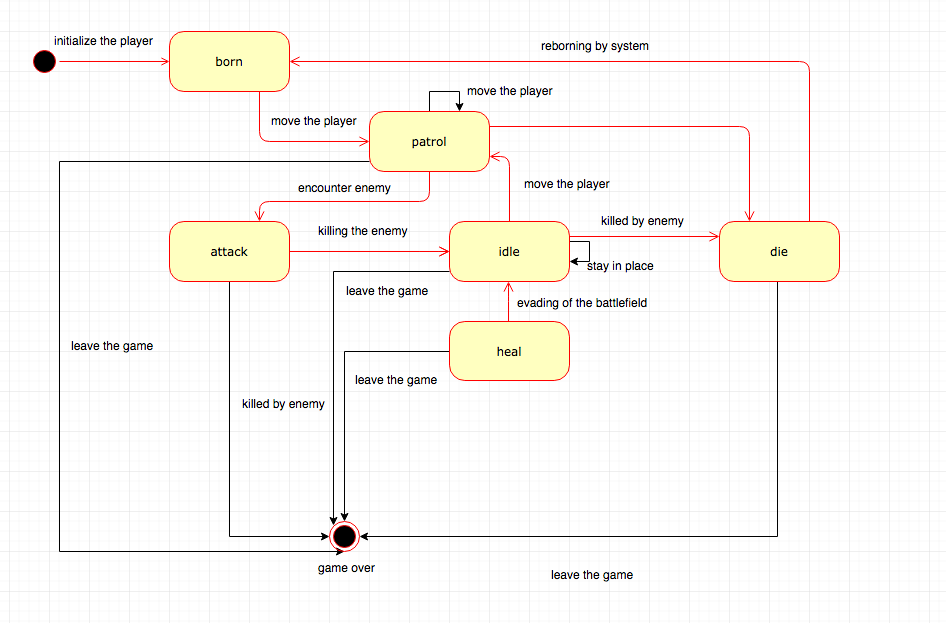 initialize the player
born
reborning by system
move the player
move the player
patrol
encounter enemy
move the player
killing the enemy
killed by enemy
attack
idle
die
stay in place
leave the game
evading of the battlefield
leave the game
heal
leave the game
killed by enemy
game over
leave the game